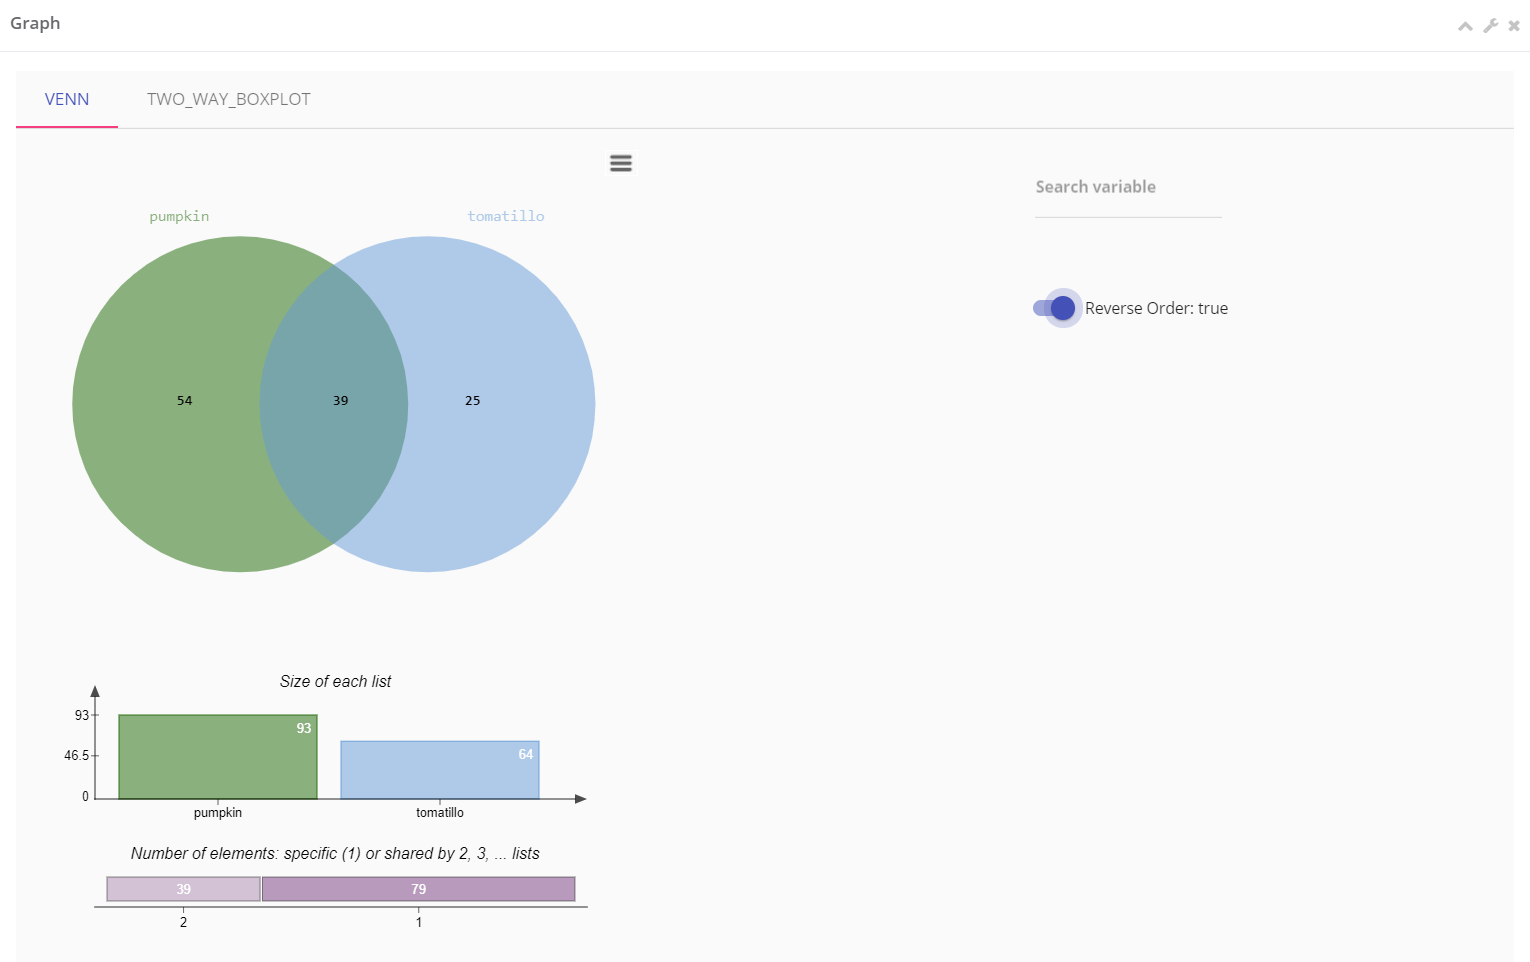 Graph
VENN TWO_WAY_BOXPLOT
Search variable
pumpkin tomatillo
Reverse Order: true
54 39 25
Size of each list
93
93
64
46.5
0
pumpkin tomatillo
Number of elements: specific (1) or shared by 2, 3, ... lists
39 79
2 1